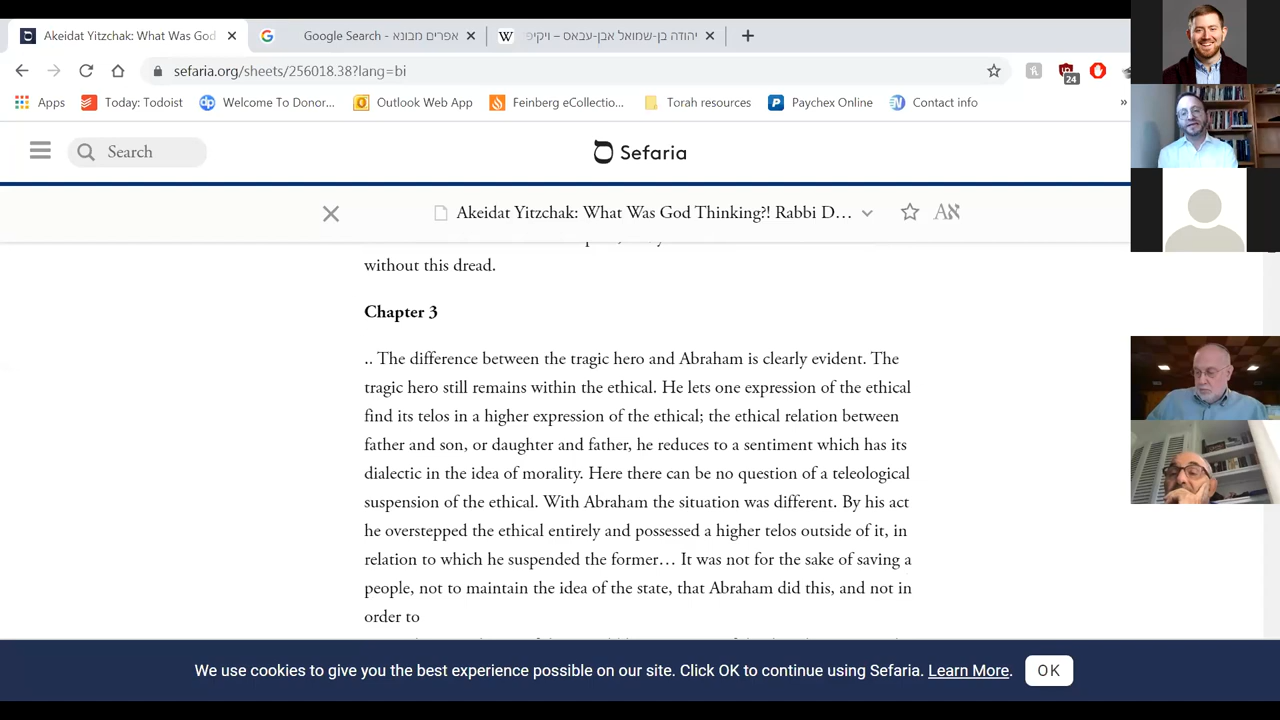 Akeidat Yitzchak: What Was God
Google Search - אפרים מבונא
יהודה בן-שמואל אבן-עבאס – ויקיפ
sefaria.org/sheets/256018.38?lang=bi
24
Apps
Today: Todoist
Welcome To Donor...
Outlook Web App
Feinberg eCollectio...
Torah resources
Paychex Online
Contact info
»
Search
Sefaria
Akeidat Yitzchak: What Was God Thinking?! Rabbi D...
Aא
without this dread.
Chapter 3
.. The difference between the tragic hero and Abraham is clearly evident. The
tragic hero still remains within the ethical. He lets one expression of the ethical
find its telos in a higher expression of the ethical; the ethical relation between
father and son, or daughter and father, he reduces to a sentiment which has its
dialectic in the idea of morality. Here there can be no question of a teleological
suspension of the ethical. With Abraham the situation was different. By his act
he overstepped the ethical entirely and possessed a higher telos outside of it, in
relation to which he suspended the former… It was not for the sake of saving a
people, not to maintain the idea of the state, that Abraham did this, and not in
order to
We use cookies to give you the best experience possible on our site. Click OK to continue using Sefaria. Learn More.
OK